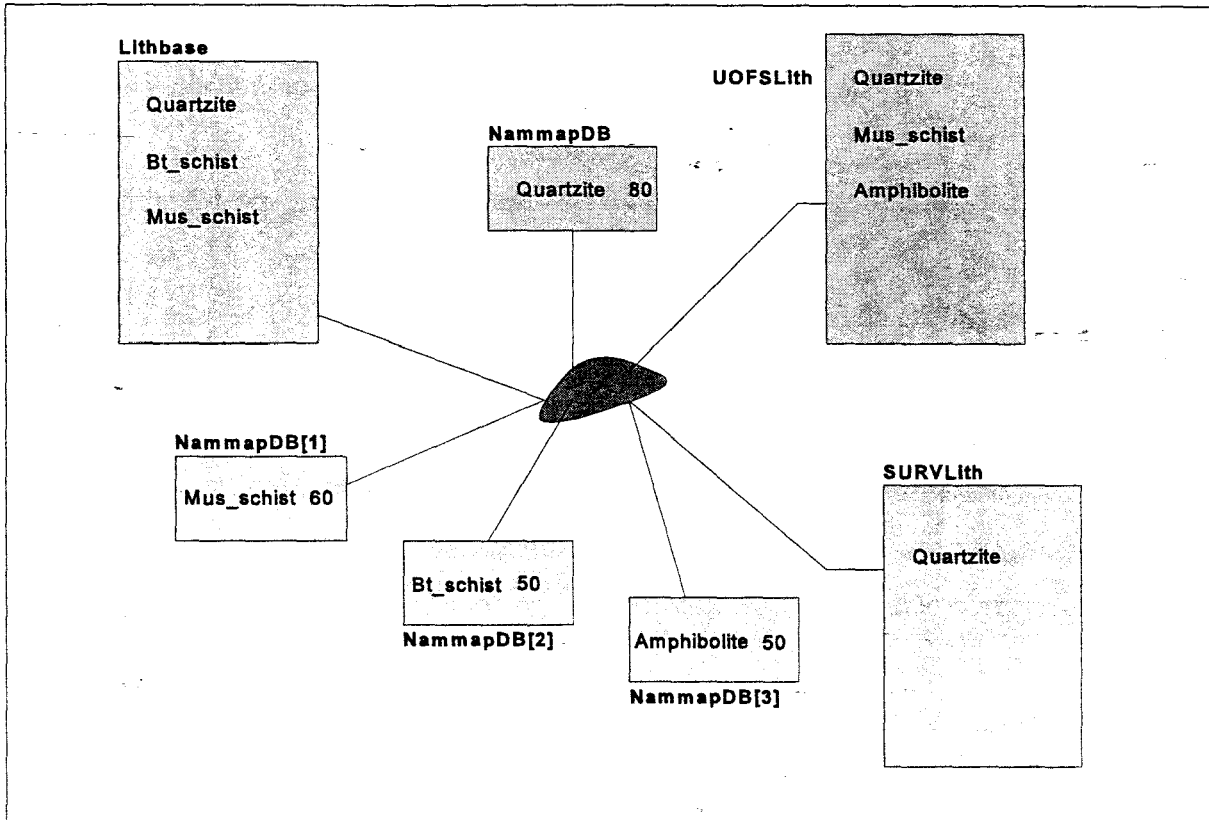 Lithbase
Quartzite
Bt_schist
Mus_schist
NammapDB
Quartzite 80
UOFSLith
Quartzite
Mus_schist
Amphibolite
NammapDB[1]
Mus_schist 60
Bt_schist 50
NammapDB[2]
Amphibolite 50
NammapDB[3]
SURVLith
Quartzite